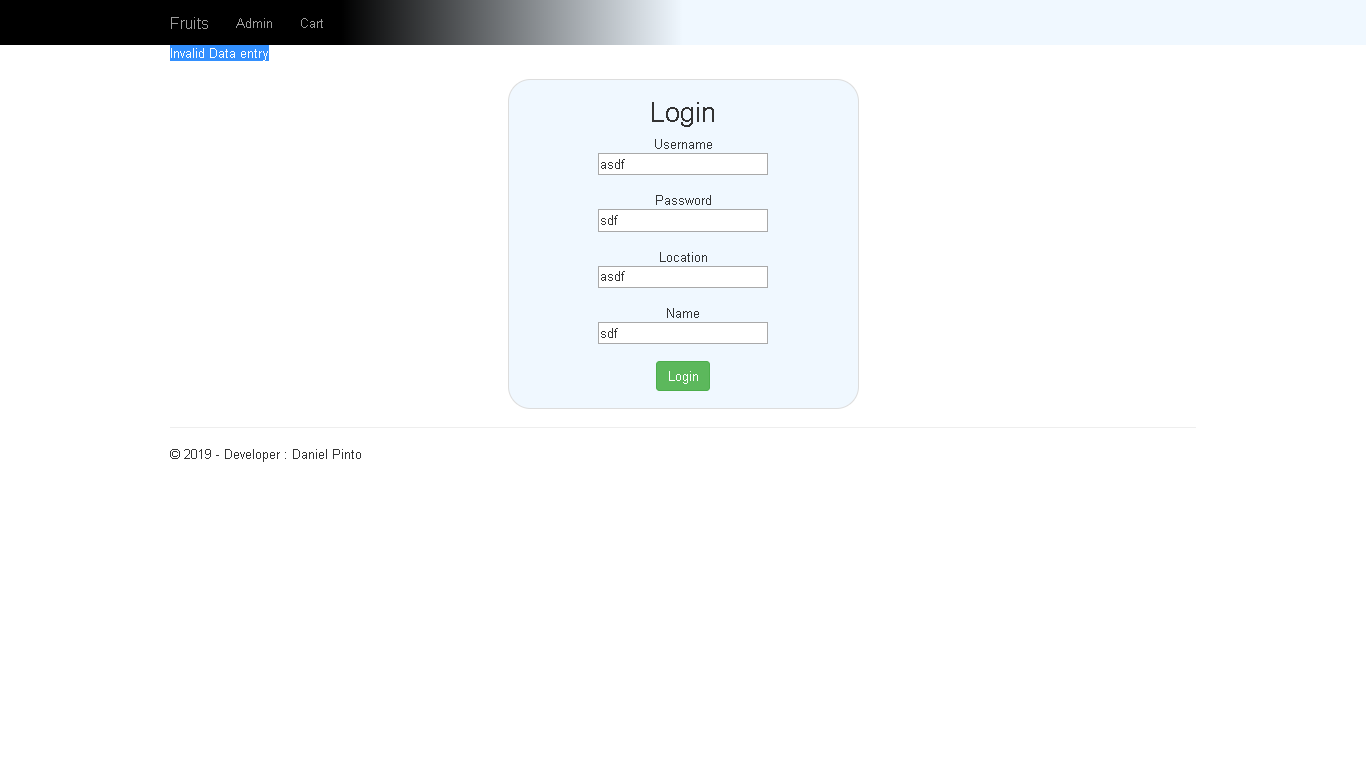 Fruits Admin Cart
Invalid Data entry
Login
Username
asdf
Password
sdf
Location
asdf
Name
sdf
Login
© 2019 - Developer : Daniel Pinto